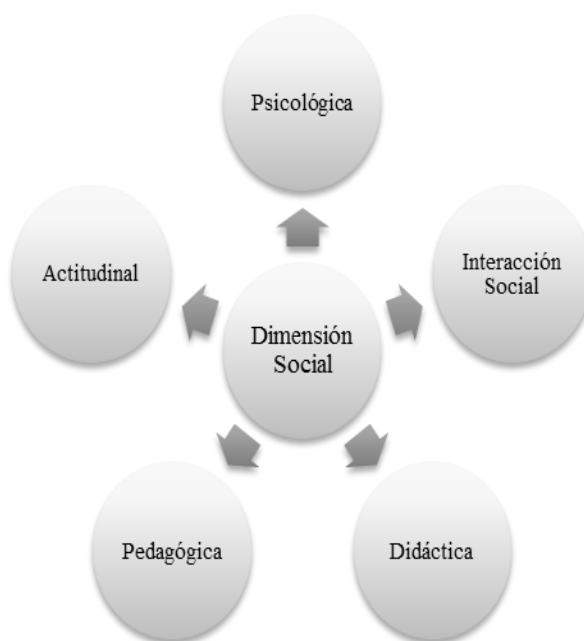 Psicológica
Actitudinal
Interacción
Social
Dimensión
Social
Pedagógica
Didáctica